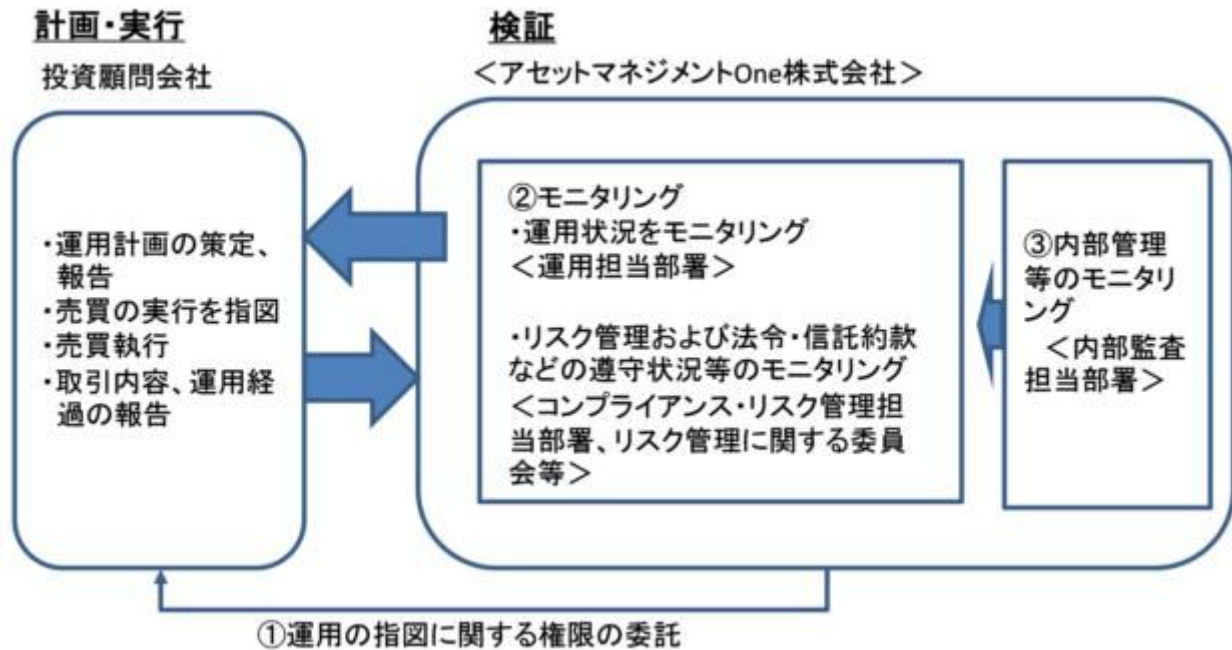 計画・実行
投資顧問会社
・運用計画の策定、
報告
・売買の実行を指図
・売買執行
・取引内容、運用経
過の報告
検証
＜アセットマネジメントOne株式会社＞
②モニタリング
・運用状況をモニタリング
＜運用担当部署＞
・リスク管理および法令・信託約款
などの遵守状況等のモニタリング
＜コンプライアンス・リスク管理担
当部署、リスク管理に関する委員
会等＞
③内部管理
等のモニタリ
ング
＜内部監査
担当部署＞
①運用の指図に関する権限の委託